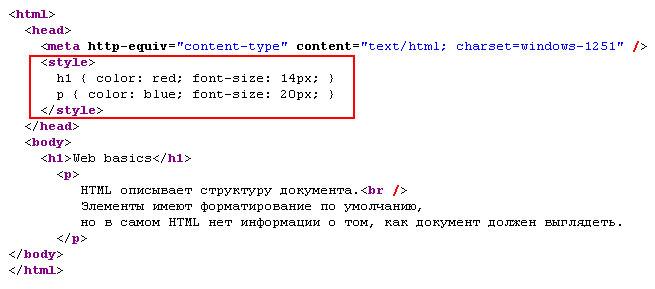 <html>
<head>
<meta http-equiv="content-type" content="text/html; charset=windows-1251" />
<style>
h1 { color: red; font-size: 14px; }
p { color: blue; font-size: 20px; }
</style>
</head>
<body>
<h1>Web basics</h1>
<p>
HTML описывает структуру документа.<br />
Элементы имеют форматирование по умолчанию,
но в самом HTML нет информации о том, как документ должен выглядеть.
</p>
</body>
</html>